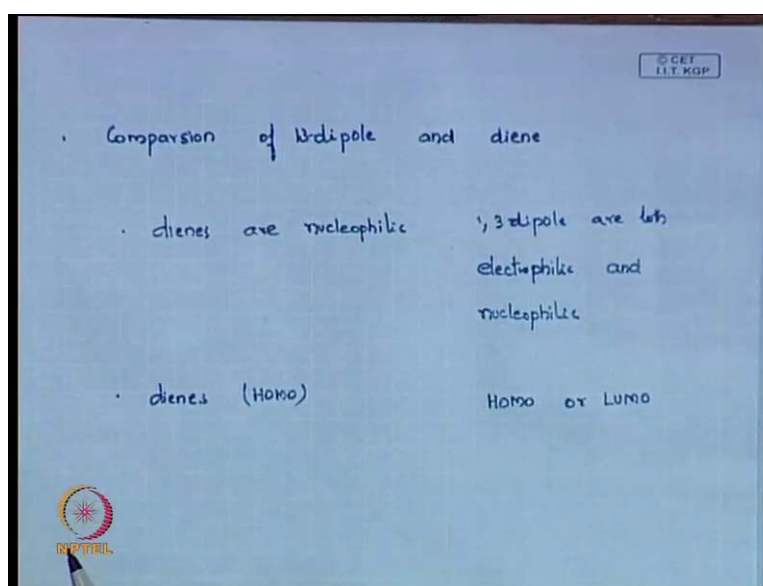 © CET
I.I.T. KGP
. Comparsion of 1,3-dipole and diene
. dienes are nucleophilic 1,3 dipole are both
electrophilic and
nucleophilic
. dienes (HOMO) HOMO or LUMO
NPTEL